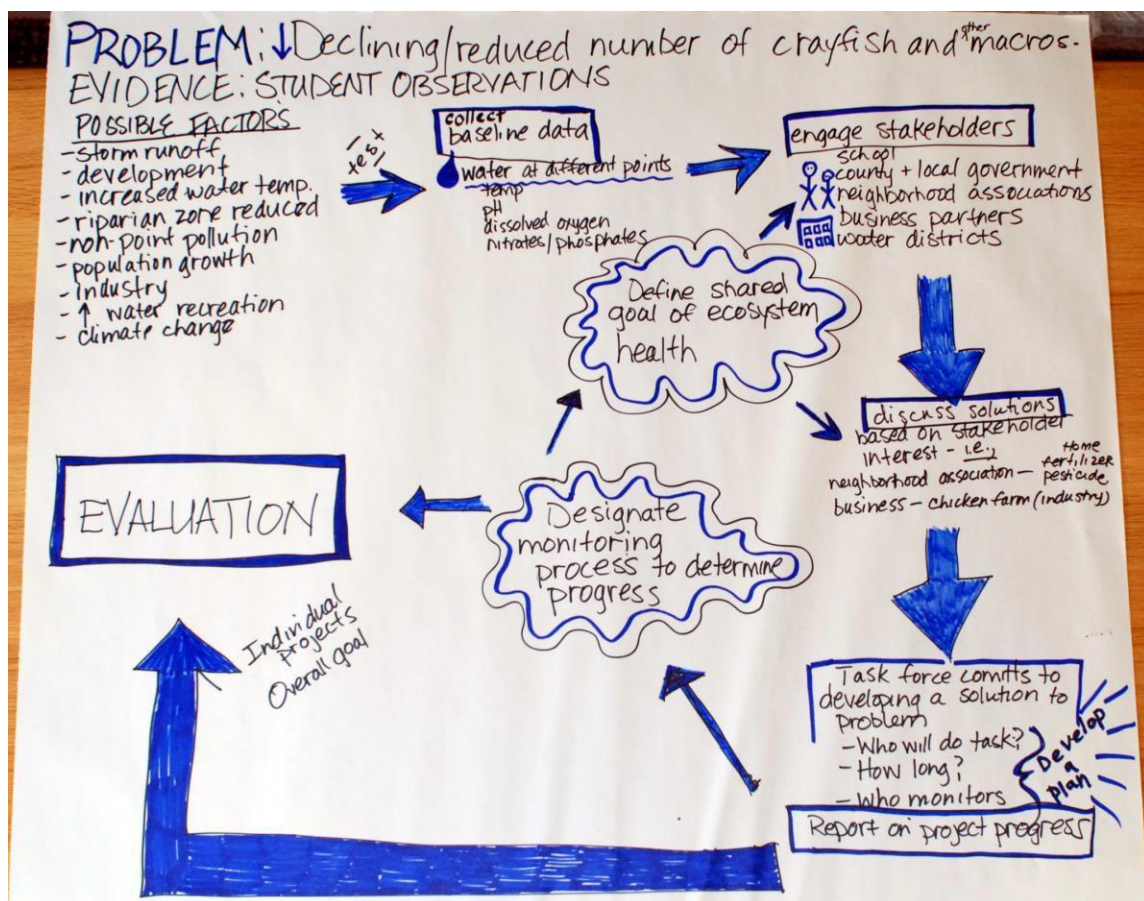 PROBLEM: ↓Declining/reduced number of crayfish and other macros.
EVIDENCE: STUDENT OBSERVATIONS
POSSIBLE FACTORS
- storm runoff
- development
- increased water temp.
- riparian zone reduced
- non-point pollution
- population growth
- industry
- ↑ water recreation
- climate change
collect
baseline data
water at different points
temp
pH
dissolved oxygen
nitrates/phosphates
engage stakeholders
school
county + local government
neighborhood associations
business partners
water districts
Define shared
goal of ecosystem
health
discuss solutions
based on stakeholder
interest - i.e.,
neighborhood association — Home fertilizer pesticide
business — chicken farm (industry)
Designate
monitoring
process to determine
progress
EVALUATION
Individual
projects
Overall goal
Task force comitts to
developing a solution to
problem
- Who will do task?
- How long?
- Who monitors
Develop
a
plan
Report on project progress